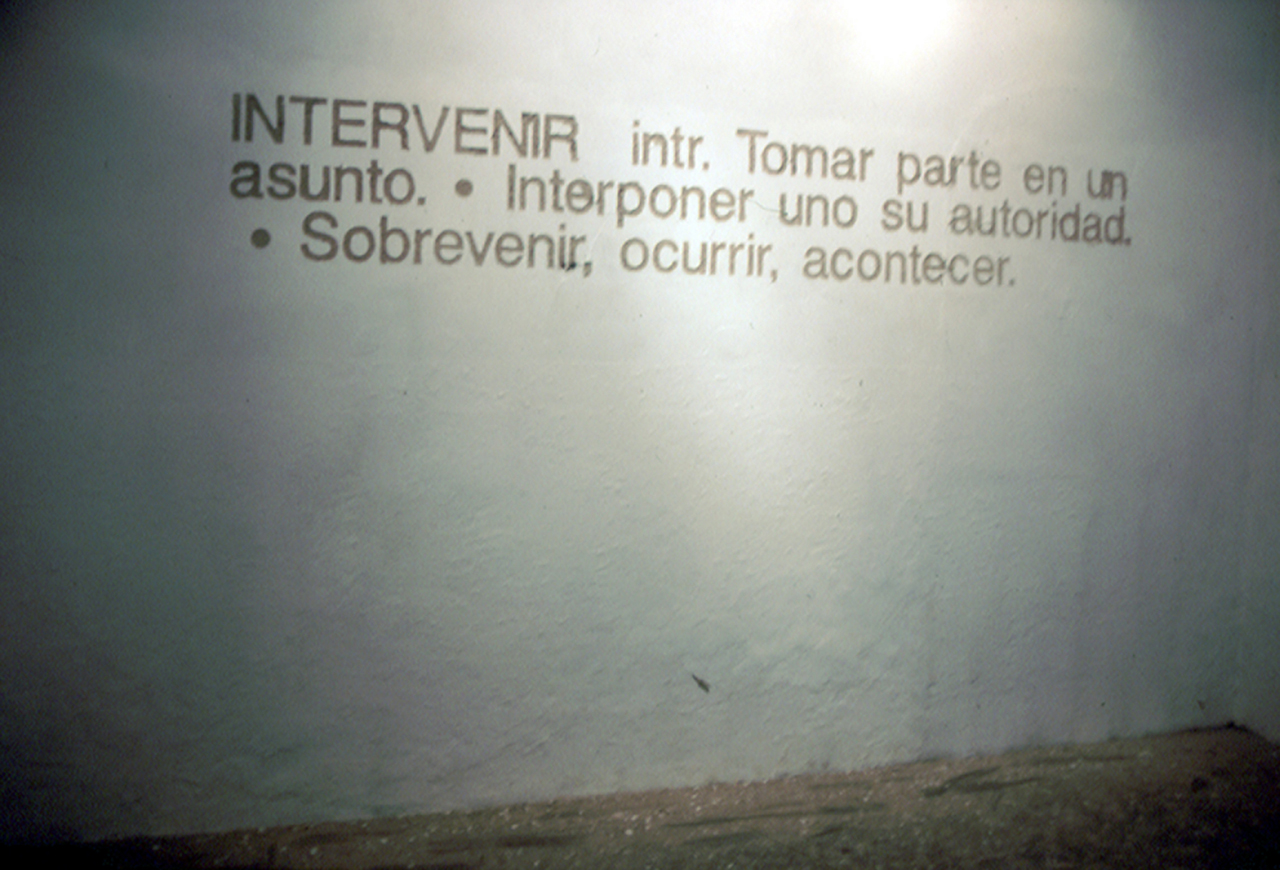 INTERVENIR intr. Tomar parte en un
asunto. • Interponer uno su autoridad.
• Sobrevenir, ocurrir, acontecer.